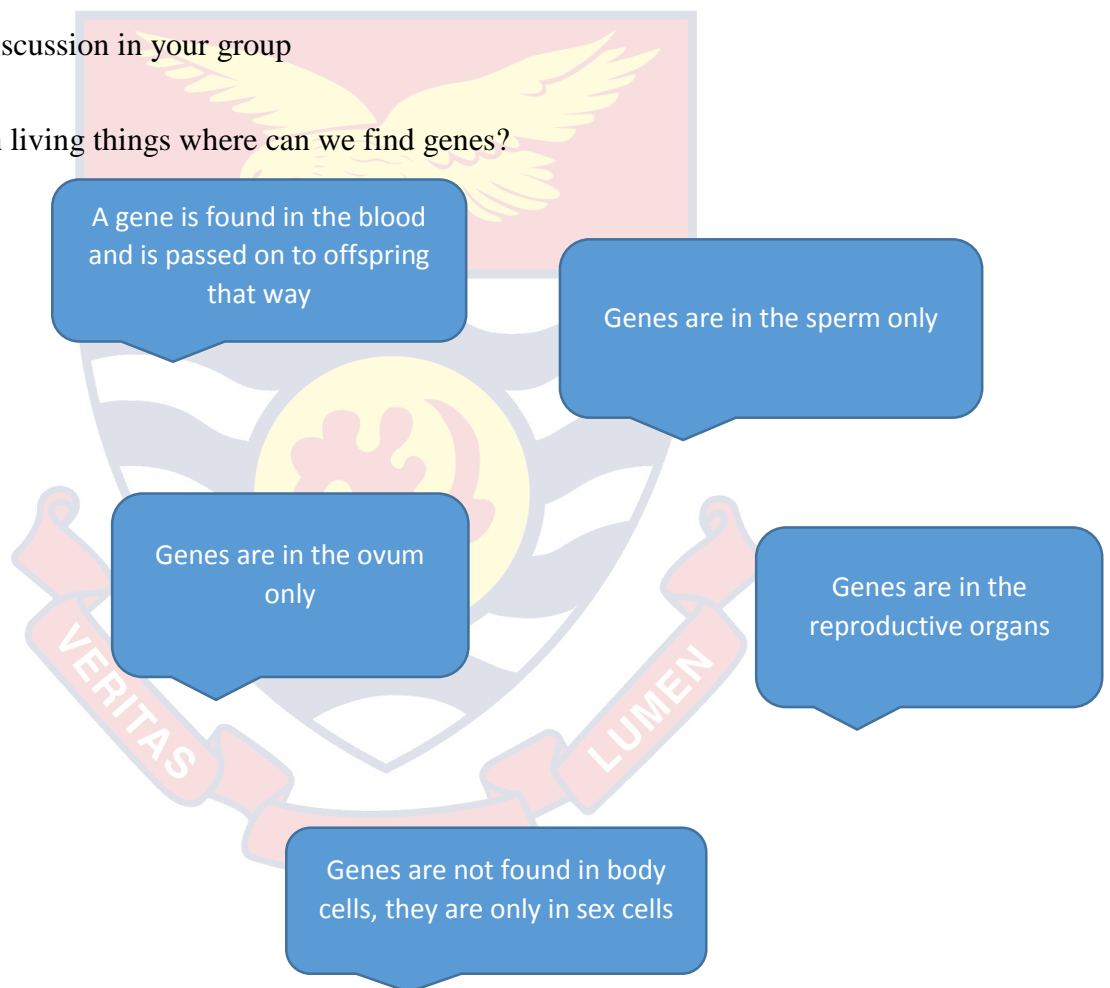 scussion in your group
living things where can we find genes?
A gene is found in the blood
and is passed on to offspring
that way
Genes are in the sperm only
Genes are in the ovum
only
Genes are in the
reproductive organs
VERITAS
LUMEN
Genes are not found in body
cells, they are only in sex cells